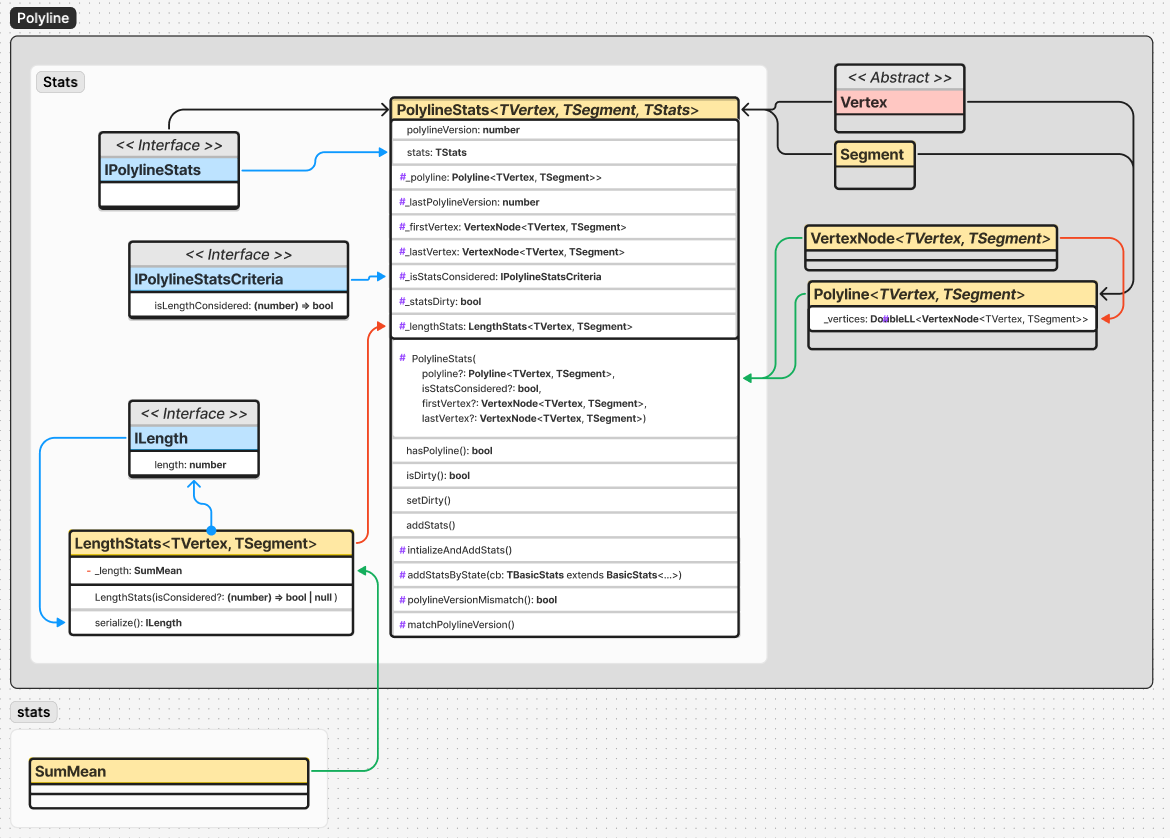 Polyline
Stats
<< Interface >>
IPolylineStats
<< Interface >>
IPolylineStatsCriteria
isLengthConsidered: (number) => bool
<< Interface >>
ILength
length: number
LengthStats<TVertex, TSegment>
- _length: SumMean
LengthStats(isConsidered?: (number) => bool | null )
serialize(): ILength
PolylineStats<TVertex, TSegment, TStats>
polylineVersion: number
stats: TStats
#_polyline: Polyline<TVertex, TSegment>>
#_lastPolylineVersion: number
#_firstVertex: VertexNode<TVertex, TSegment>
#_lastVertex: VertexNode<TVertex, TSegment>
#_isStatsConsidered: IPolylineStatsCriteria
#_statsDirty: bool
#_lengthStats: LengthStats<TVertex, TSegment>
# PolylineStats(
polyline?: Polyline<TVertex, TSegment>,
isStatsConsidered?: bool,
firstVertex?: VertexNode<TVertex, TSegment>,
lastVertex?: VertexNode<TVertex, TSegment>)
hasPolyline(): bool
isDirty(): bool
setDirty()
addStats()
# intializeAndAddStats()
# addStatsByState(cb: TBasicStats extends BasicStats<...>)
# polylineVersionMismatch(): bool
# matchPolylineVersion()
<< Abstract >>
Vertex
Segment
VertexNode<TVertex, TSegment>
Polyline<TVertex, TSegment>
# _vertices: DoubleLL<VertexNode<TVertex, TSegment>>
stats
SumMean